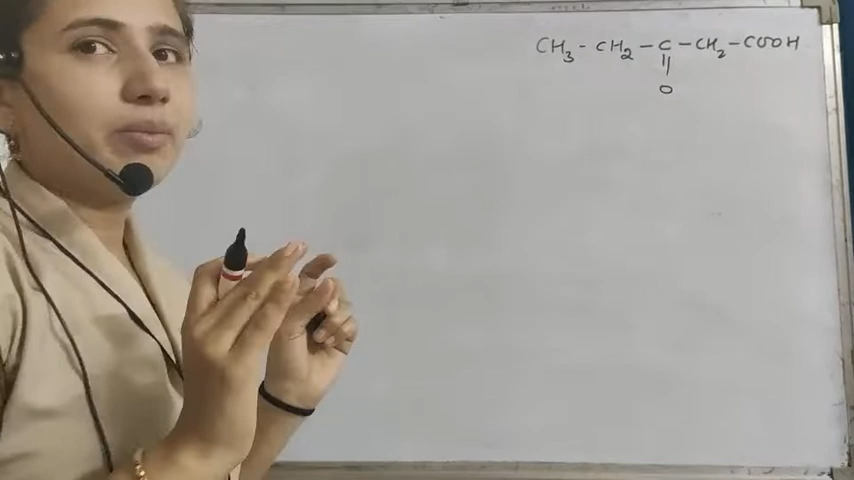 CH₃ - CH₂ - C - CH₂ - COOH
||
O